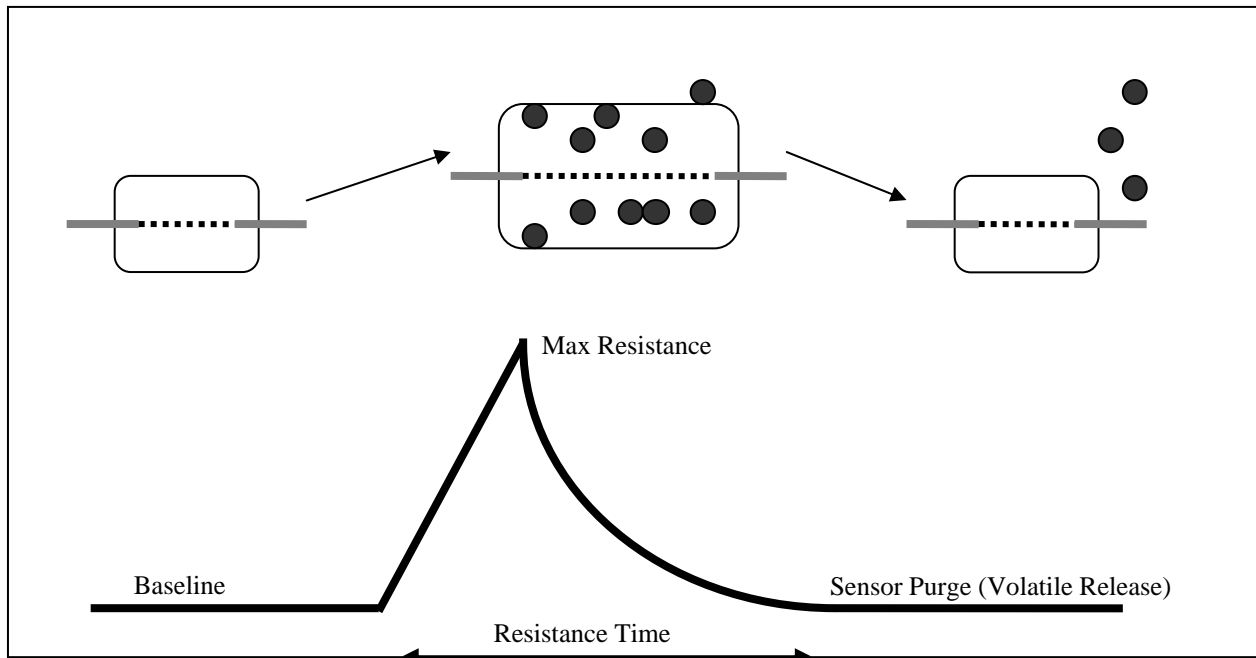 Max Resistance
Baseline
Sensor Purge (Volatile Release)
Resistance Time